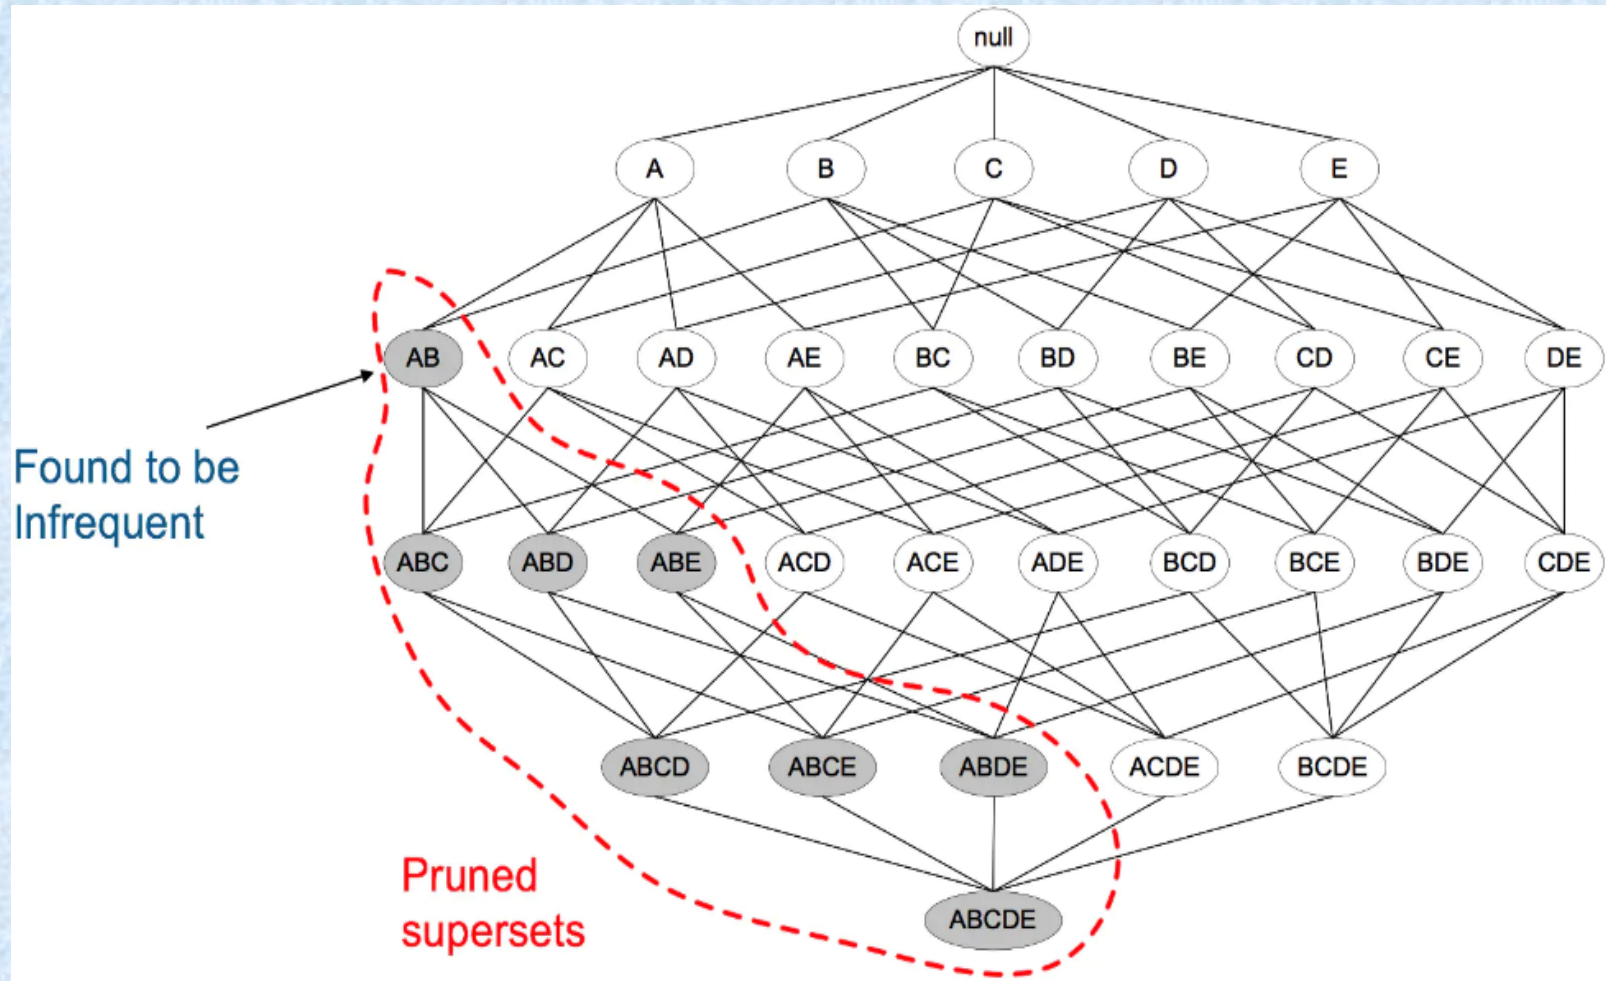 null
A B C D E
AB AC AD AE BC BD BE CD CE DE
Found to be
Infrequent
ABC ABD ABE ACD ACE ADE BCD BCE BDE CDE
ABCD ABCE ABDE ACDE BCDE
Pruned
supersets
ABCDE